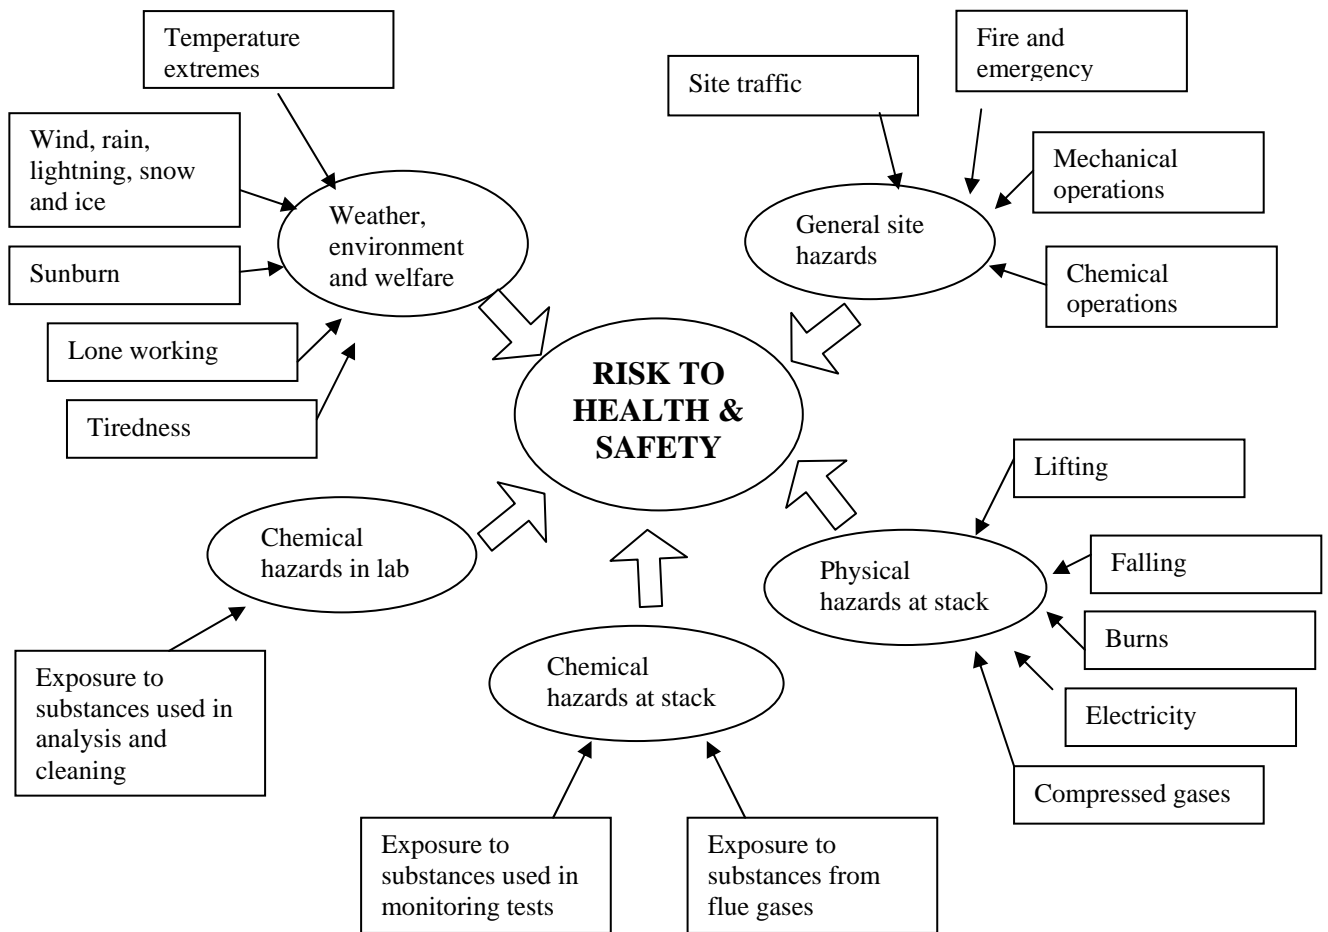 Temperature
extremes
Fire and
emergency
Site traffic
Wind, rain,
lightning, snow
and ice
Mechanical
operations
Weather,
environment
and welfare
General site
hazards
Sunburn
Chemical
operations
Lone working
RISK TO
HEALTH &
SAFETY
Tiredness
Lifting
Chemical
hazards in lab
Physical
hazards at stack
Falling
Burns
Exposure to
substances used in
analysis and
cleaning
Chemical
hazards at stack
Electricity
Compressed gases
Exposure to
substances used in
monitoring tests
Exposure to
substances from
flue gases